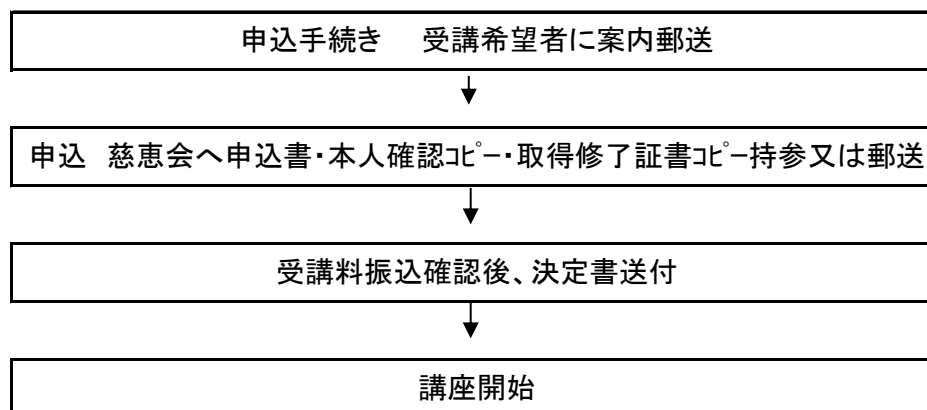 申込手続き　　受講希望者に案内郵送
申込　慈恵会へ申込書・本人確認ｺﾋﾟｰ・取得修了証書ｺﾋﾟｰ持参又は郵送
受講料振込確認後、決定書送付
講座開始